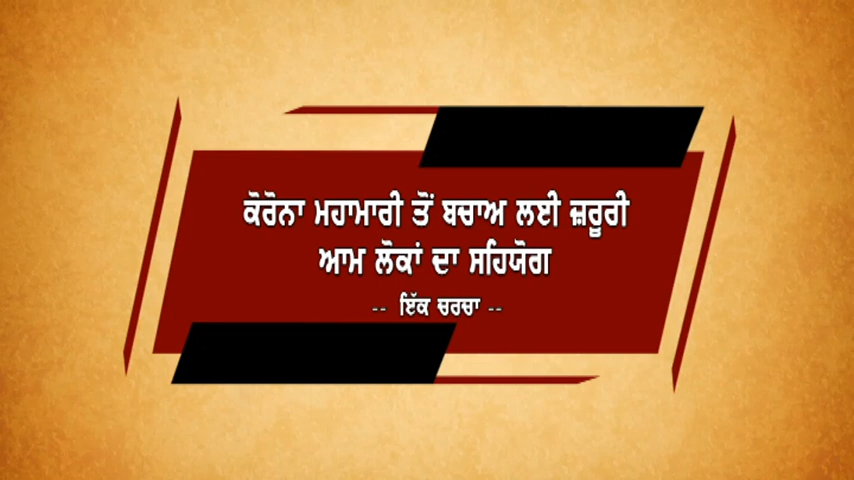 ਕੋਰੋਨਾ ਮਹਾਮਾਰੀ ਤੋਂ ਬਚਾਅ ਲਈ ਜ਼ਰੂਰੀ
ਆਮ ਲੋਕਾਂ ਦਾ ਸਹਿਯੋਗ
-- ਇੱਕ ਚਰਚਾ --